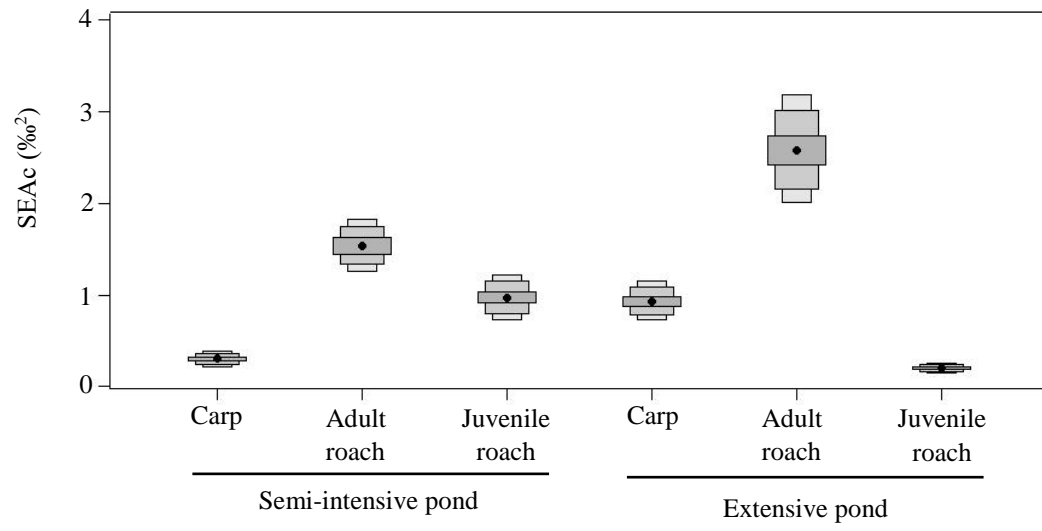 4
3
2
1
0
SEAc (‰²)
Carp
Adult
roach
Juvenile
roach
Carp
Adult
roach
Juvenile
roach
Semi-intensive pond
Extensive pond